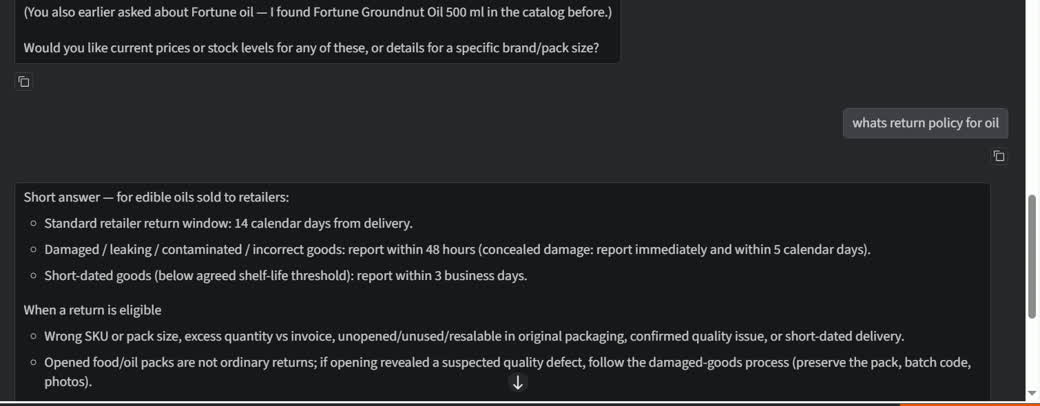 (You also earlier asked about Fortune oil — I found Fortune Groundnut Oil 500 ml in the catalog before.)
Would you like current prices or stock levels for any of these, or details for a specific brand/pack size?
whats return policy for oil
Short answer — for edible oils sold to retailers:
Standard retailer return window: 14 calendar days from delivery.
Damaged / leaking / contaminated / incorrect goods: report within 48 hours (concealed damage: report immediately and within 5 calendar days).
Short-dated goods (below agreed shelf-life threshold): report within 3 business days.
When a return is eligible
Wrong SKU or pack size, excess quantity vs invoice, unopened/unused/resalable in original packaging, confirmed quality issue, or short-dated delivery.
Opened food/oil packs are not ordinary returns; if opening revealed a suspected quality defect, follow the damaged-goods process (preserve the pack, batch code,
photos).